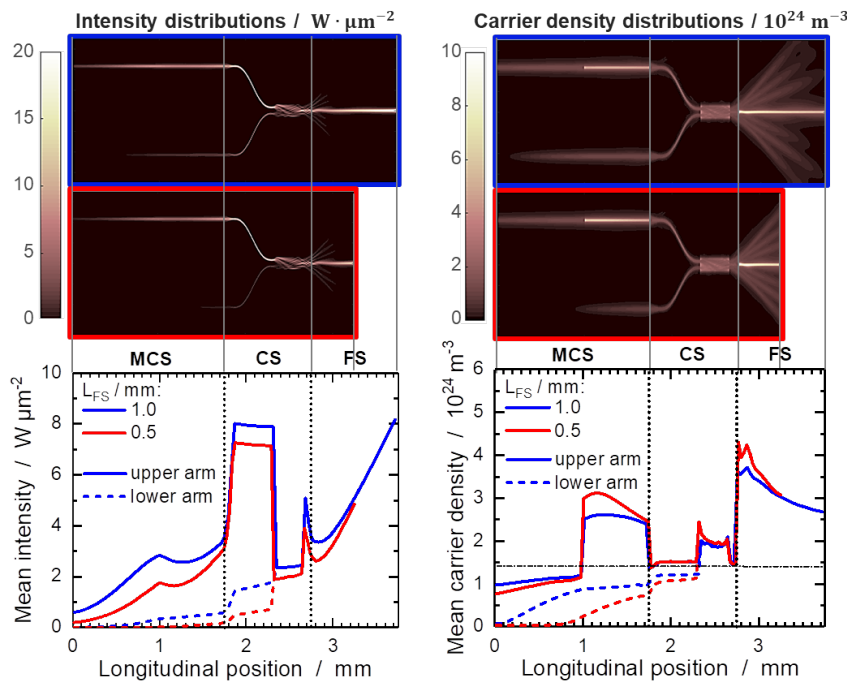 Intensity distributions / W · μm⁻²
20
15
10
5
0
MCS
CS
FS
Mean intensity / W μm⁻²
10
8
6
4
2
0
L_FS / mm:
1.0
0.5
upper arm
lower arm
0
1
2
3
Longitudinal position / mm
Carrier density distributions / 10²⁴ m⁻³
10
8
6
4
2
0
MCS
CS
FS
Mean carrier density / 10²⁴ m⁻³
6
5
4
3
2
1
0
L_FS / mm:
1.0
0.5
upper arm
lower arm
0
1
2
3
Longitudinal position / mm